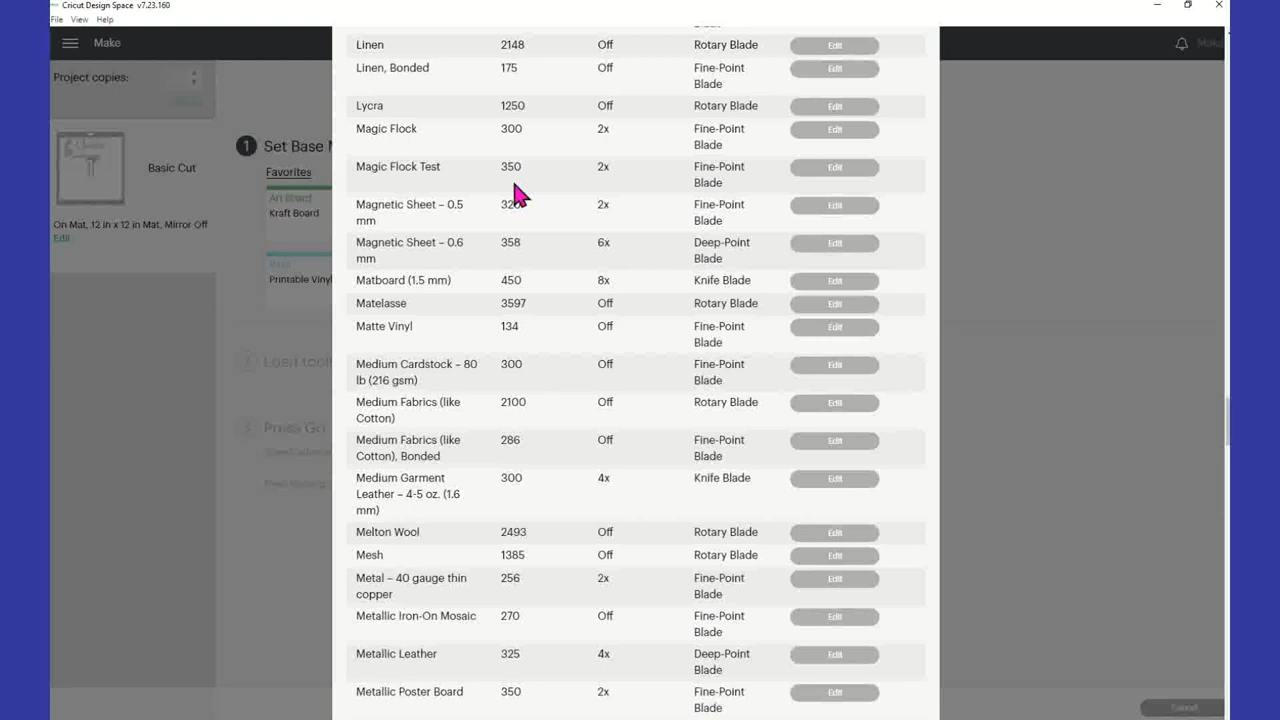 Cricut Design Space v7.23.160
File View Help
Make
Project copies:
Basic Cut
On Mat, 12 in x 12 in Mat, Mirror Off
Edit
1 Set Base
Favorites
Art Board
Kraft Board
Printable Vinyl
2 Load tool
3 Press Go
Linen 2148 Off Rotary Blade Edit
Linen, Bonded 175 Off Fine-Point Edit
Blade
Lycra 1250 Off Rotary Blade Edit
Magic Flock 300 2x Fine-Point Edit
Blade
Magic Flock Test 350 2x Fine-Point Edit
Blade
Magnetic Sheet – 0.5 2x Fine-Point Edit
mm Blade
Magnetic Sheet – 0.6 358 6x Deep-Point Edit
mm Blade
Matboard (1.5 mm) 450 8x Knife Blade Edit
Matelasse 3597 Off Rotary Blade Edit
Matte Vinyl 134 Off Fine-Point Edit
Blade
Medium Cardstock – 80 300 Off Fine-Point Edit
lb (216 gsm) Blade
Medium Fabrics (like 2100 Off Rotary Blade Edit
Cotton)
Medium Fabrics (like 286 Off Fine-Point Edit
Cotton), Bonded Blade
Medium Garment 300 4x Knife Blade Edit
Leather – 4-5 oz. (1.6
mm)
Melton Wool 2493 Off Rotary Blade Edit
Mesh 1385 Off Rotary Blade Edit
Metal – 40 gauge thin 256 2x Fine-Point Edit
copper Blade
Metallic Iron-On Mosaic 270 Off Fine-Point Edit
Blade
Metallic Leather 325 4x Deep-Point Edit
Blade
Metallic Poster Board 350 2x Fine-Point Edit
Blade
Cancel